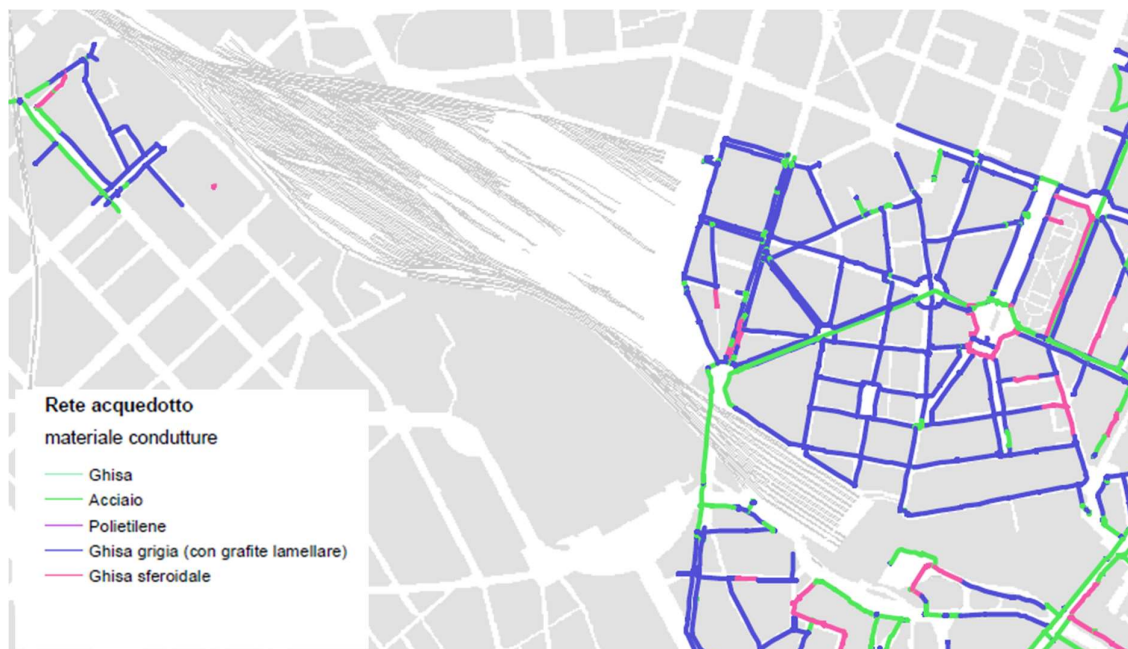 Rete acquedotto
materiale condutture
Ghisa
Acciaio
Polietilene
Ghisa grigia (con grafite lamellare)
Ghisa sferoidale